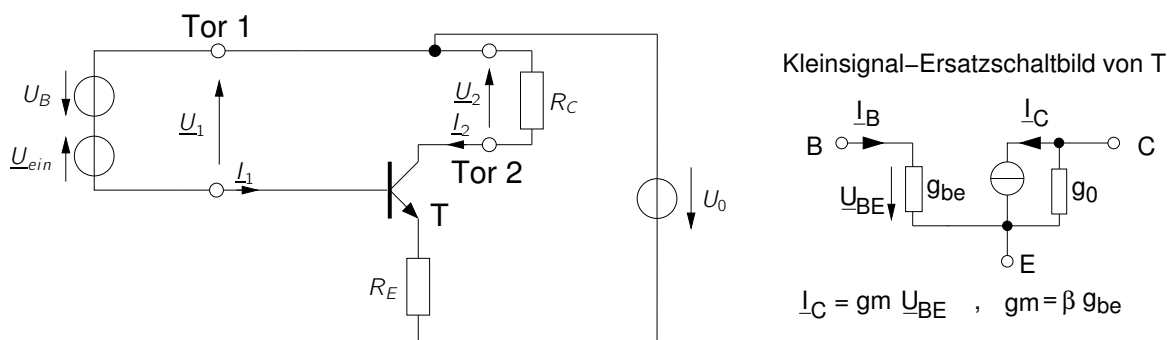 Tor 1
Kleinsignal–Ersatzschaltbild von T
U_B
U_1
U_2
R_C
I_B
I_C
B
C
I_2
U_ein
Tor 2
I_1
U_0
U_BE
g_be
g_0
T
E
R_E
I_C = gm U_BE , gm = β g_be